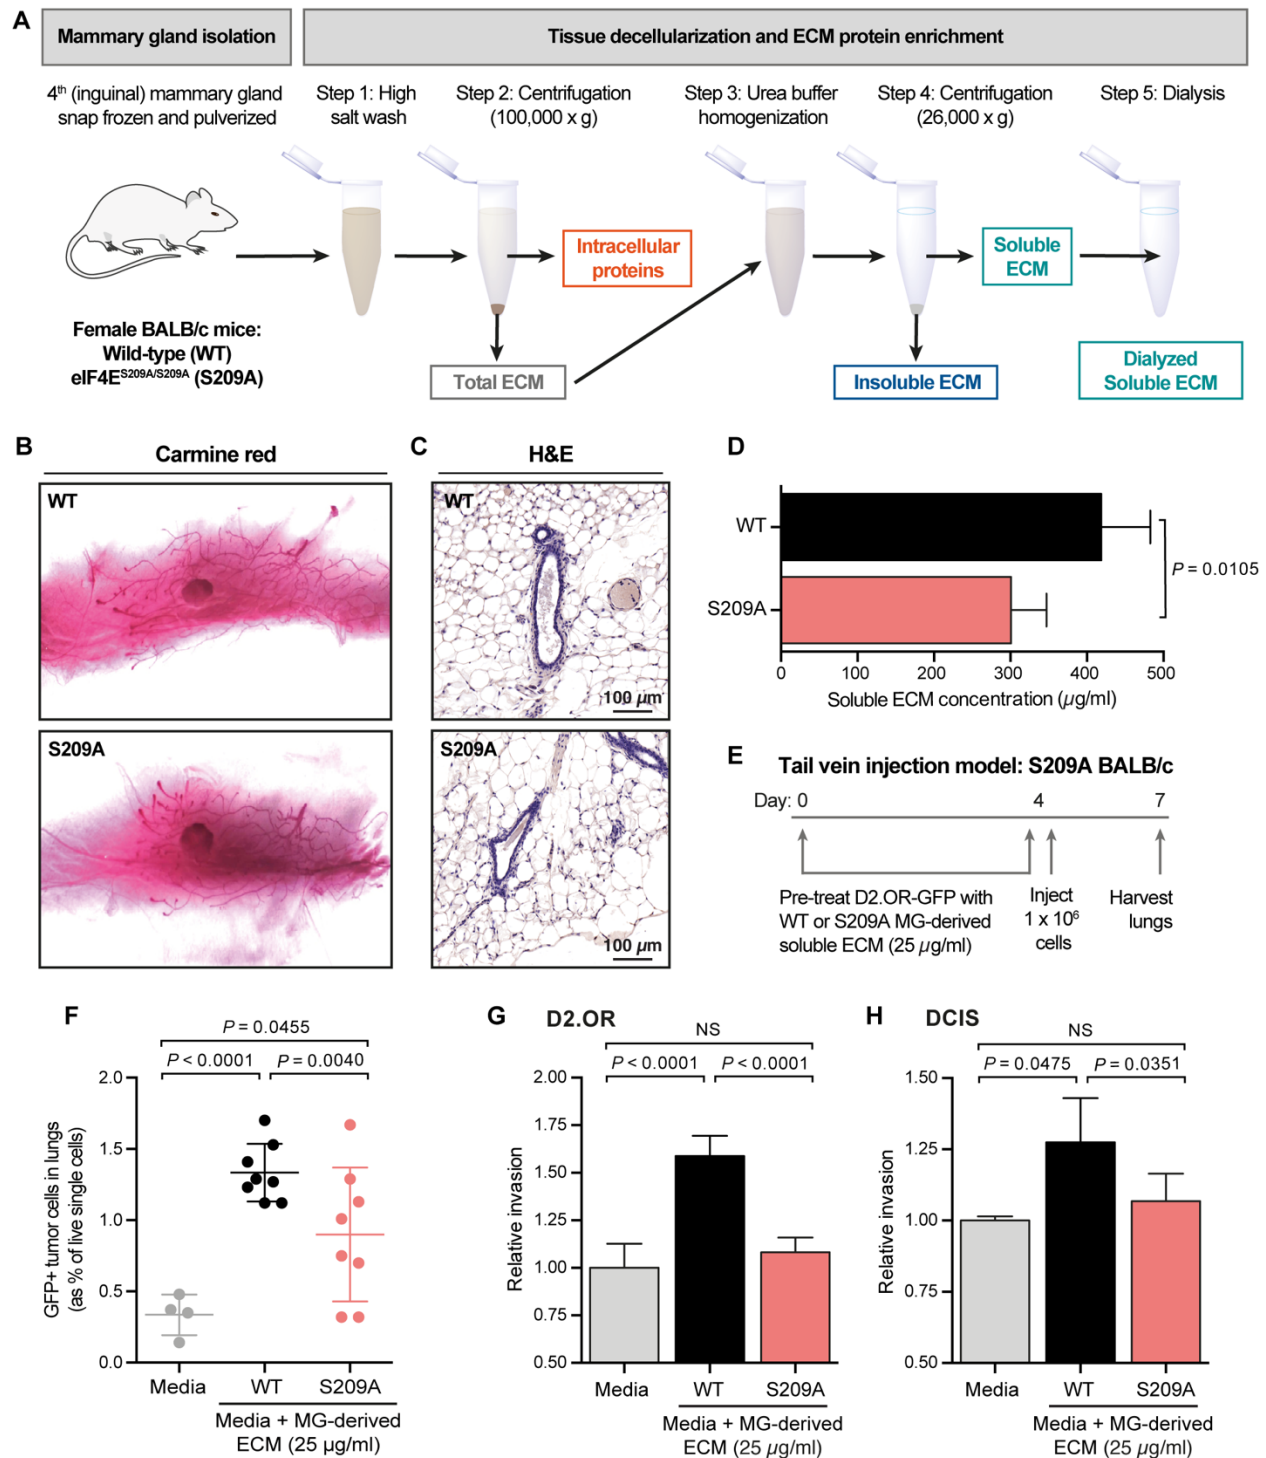 A
Mammary gland isolation
Tissue decellularization and ECM protein enrichment
4th (inguinal) mammary gland
snap frozen and pulverized
Step 1: High
salt wash
Step 2: Centrifugation
(100,000 x g)
Step 3: Urea buffer
homogenization
Step 4: Centrifugation
(26,000 x g)
Step 5: Dialysis
Intracellular
proteins
Soluble
ECM
Female BALB/c mice:
Wild-type (WT)
eIF4ES209A/S209A (S209A)
Total ECM
Insoluble ECM
Dialyzed
Soluble ECM
B
Carmine red
WT
S209A
C
H&E
WT
100 µm
S209A
100 µm
D
WT
S209A
P = 0.0105
0 100 200 300 400 500
Soluble ECM concentration (µg/ml)
E
Tail vein injection model: S209A BALB/c
Day: 0 4 7
Pre-treat D2.OR-GFP with
WT or S209A MG-derived
soluble ECM (25 µg/ml)
Inject
1 x 10⁶
cells
Harvest
lungs
F
P = 0.0455
P < 0.0001 P = 0.0040
GFP+ tumor cells in lungs
(as % of live single cells)
2.0
1.5
1.0
0.5
0.0
Media WT S209A
Media + MG-derived
ECM (25 µg/ml)
G
D2.OR
NS
P < 0.0001 P < 0.0001
Relative invasion
2.00
1.75
1.50
1.25
1.00
0.75
0.50
Media WT S209A
Media + MG-derived
ECM (25 µg/ml)
H
DCIS
NS
P = 0.0475 P = 0.0351
Relative invasion
1.50
1.25
1.00
0.75
0.50
Media WT S209A
Media + MG-derived
ECM (25 µg/ml)